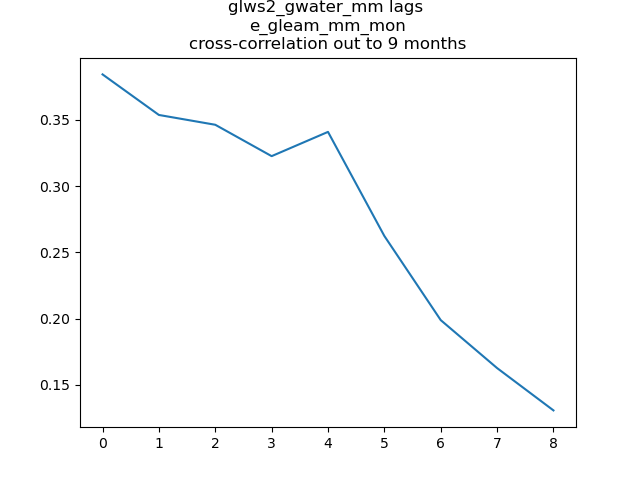 glws2_gwater_mm lags
e_gleam_mm_mon
cross-correlation out to 9 months
0.35
0.30
0.25
0.20
0.15
0 1 2 3 4 5 6 7 8